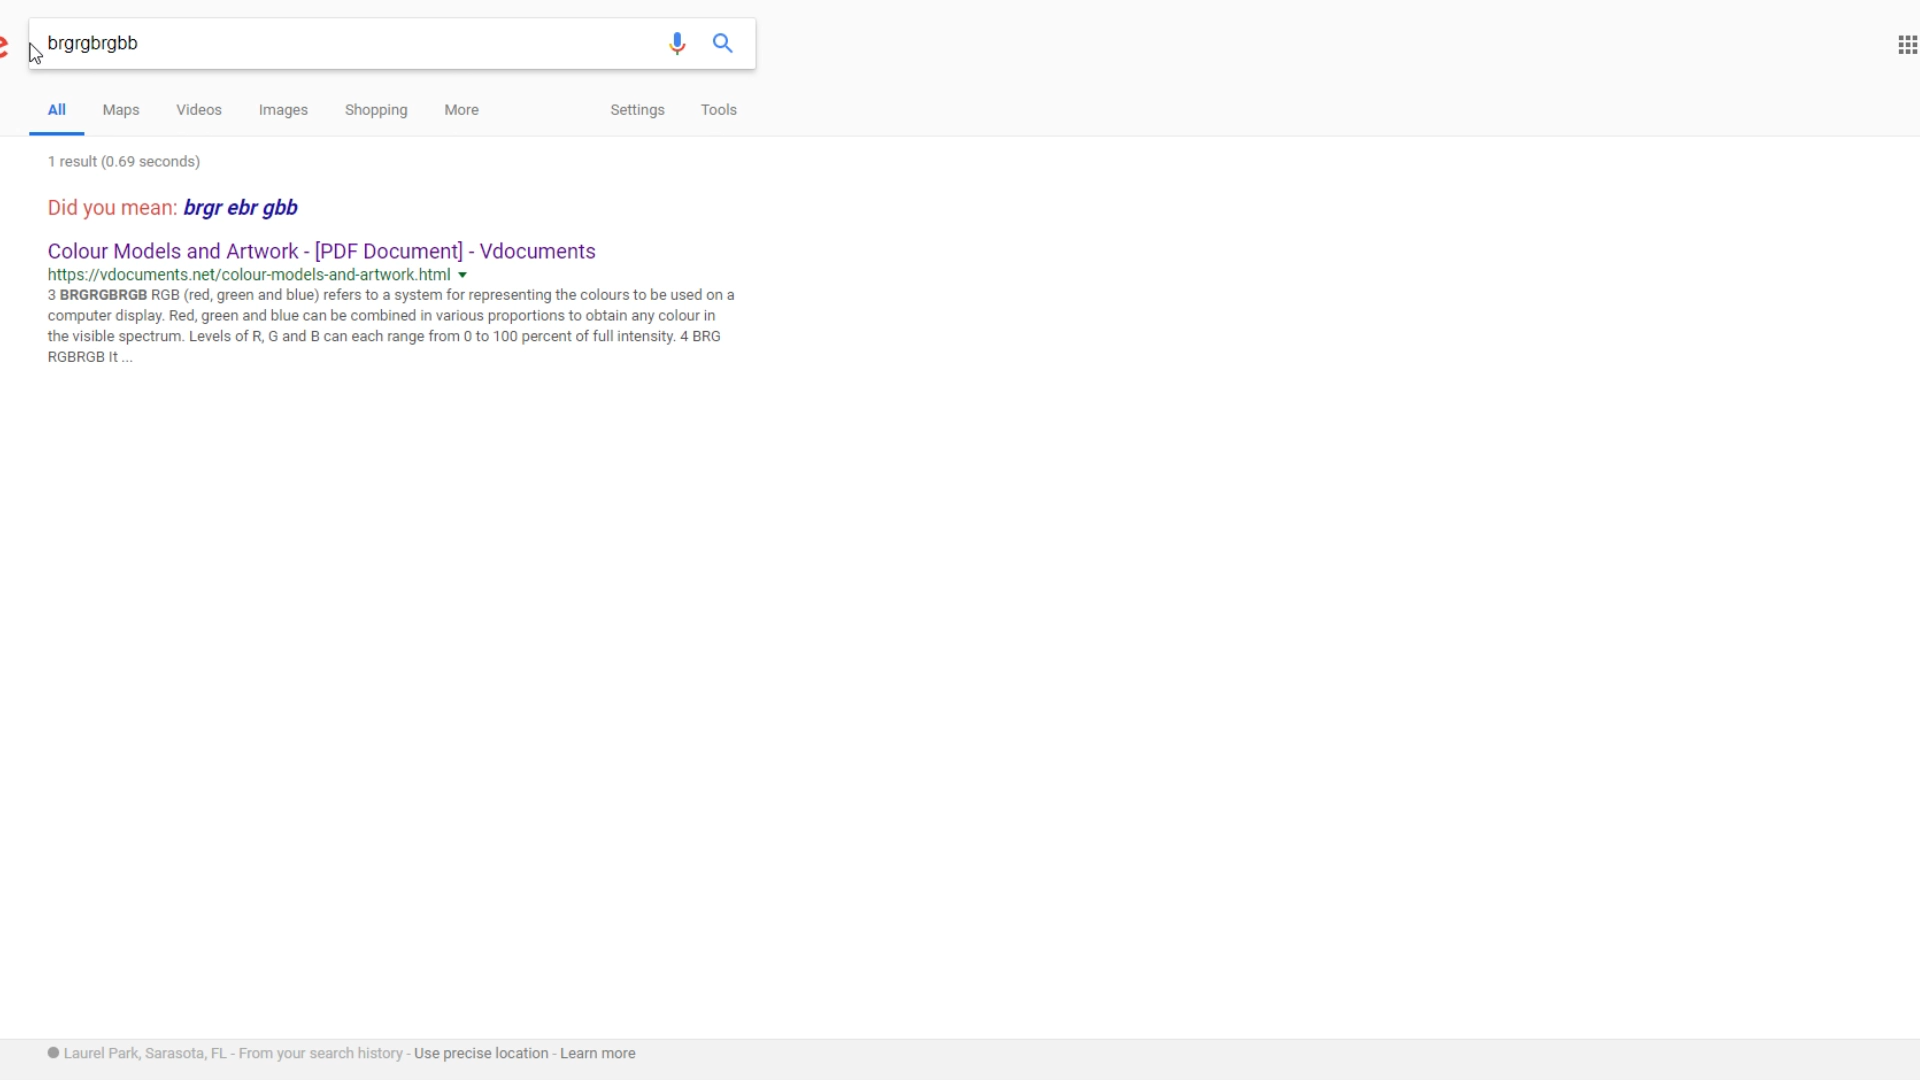 e
brgrgbrgbb
All Maps Videos Images Shopping More Settings Tools
1 result (0.69 seconds)
Did you mean: brgr ebr gbb
Colour Models and Artwork - [PDF Document] - Vdocuments
https://vdocuments.net/colour-models-and-artwork.html
3 BRGRGBRGB RGB (red, green and blue) refers to a system for representing the colours to be used on a
computer display. Red, green and blue can be combined in various proportions to obtain any colour in
the visible spectrum. Levels of R, G and B can each range from 0 to 100 percent of full intensity. 4 BRG
RGBRGB It ...
Laurel Park, Sarasota, FL - From your search history - Use precise location - Learn more